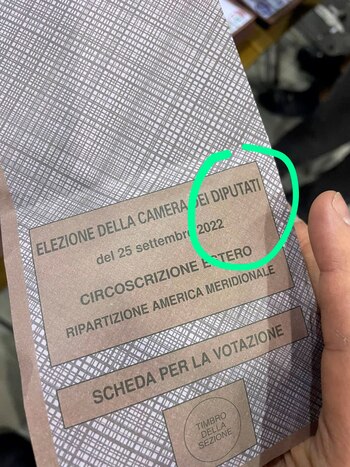 ELEZIONE DELLA CAMERA DEI DIPUTATI
del 25 settembre 2022
CIRCOSCRIZIONE ESTERO
RIPARTIZIONE AMERICA MERIDIONALE
SCHEDA PER LA VOTAZIONE
TIMBRO
DELLA
SEZIONE